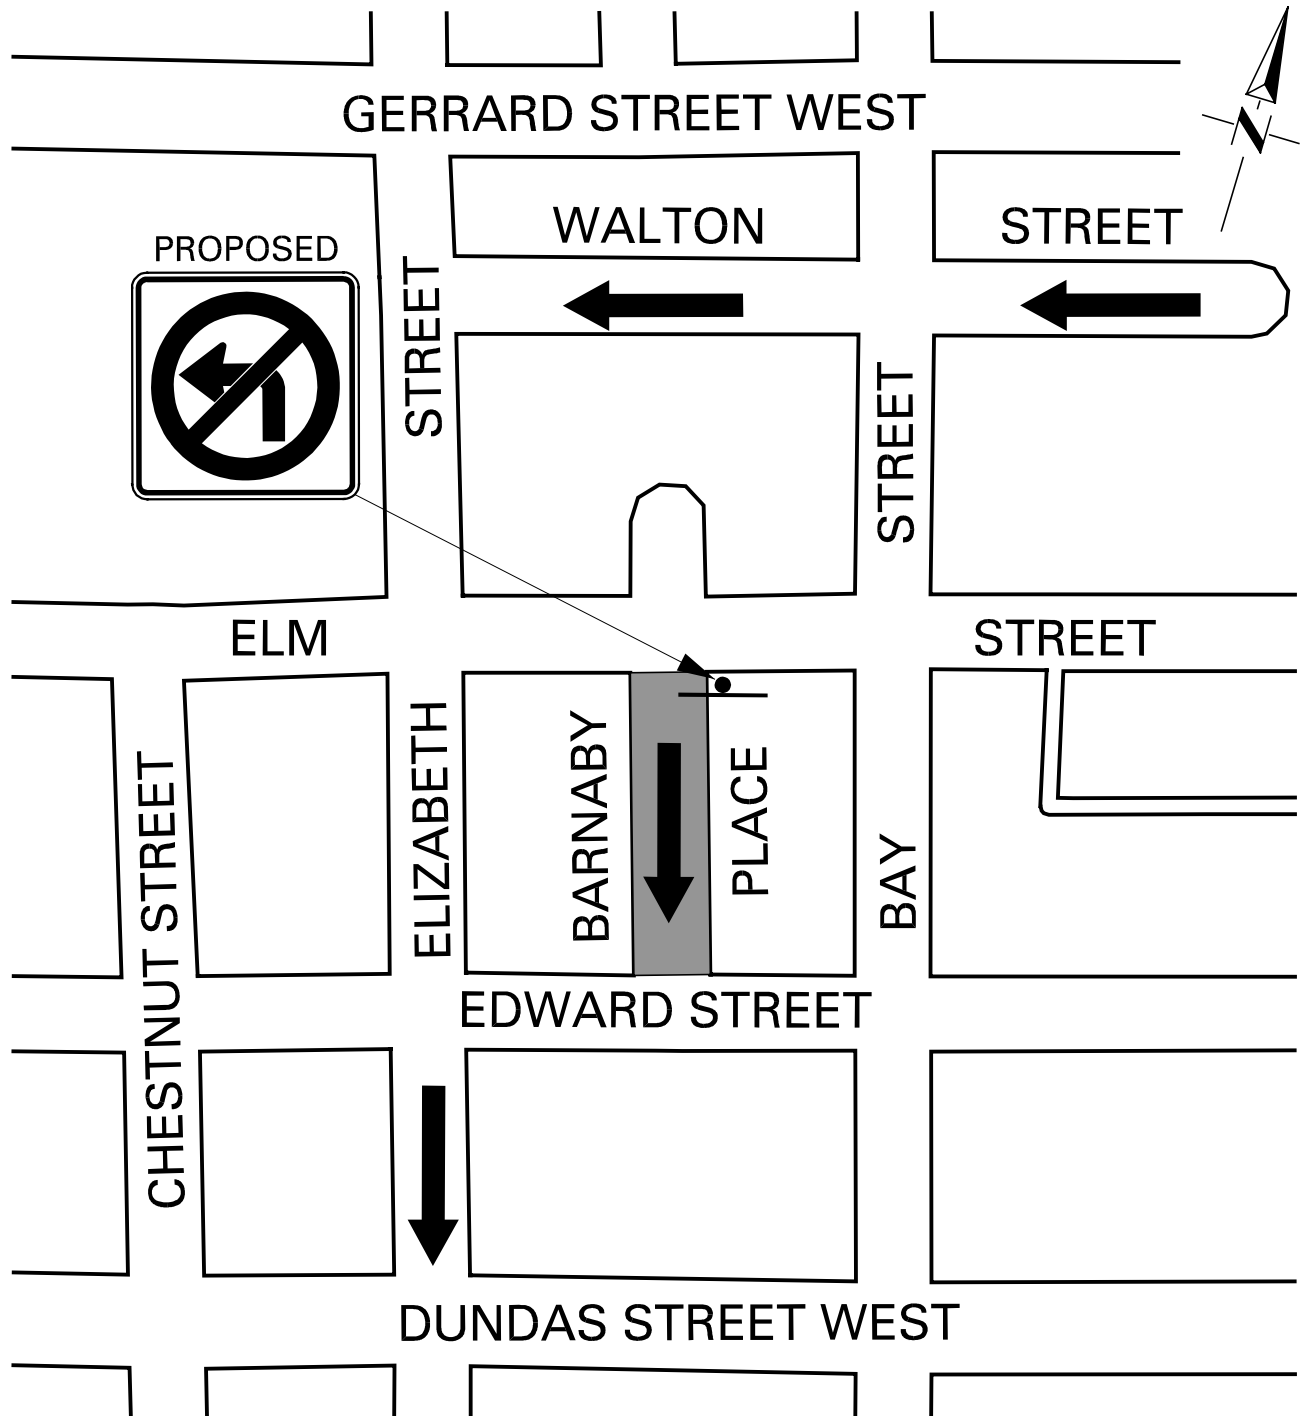 GERRARD STREET WEST
WALTON STREET
N
PROPOSED
STREET
STREET
ELM STREET
ELIZABETH
BARNABY
PLACE
BAY
CHESTNUT STREET
EDWARD STREET
DUNDAS STREET WEST